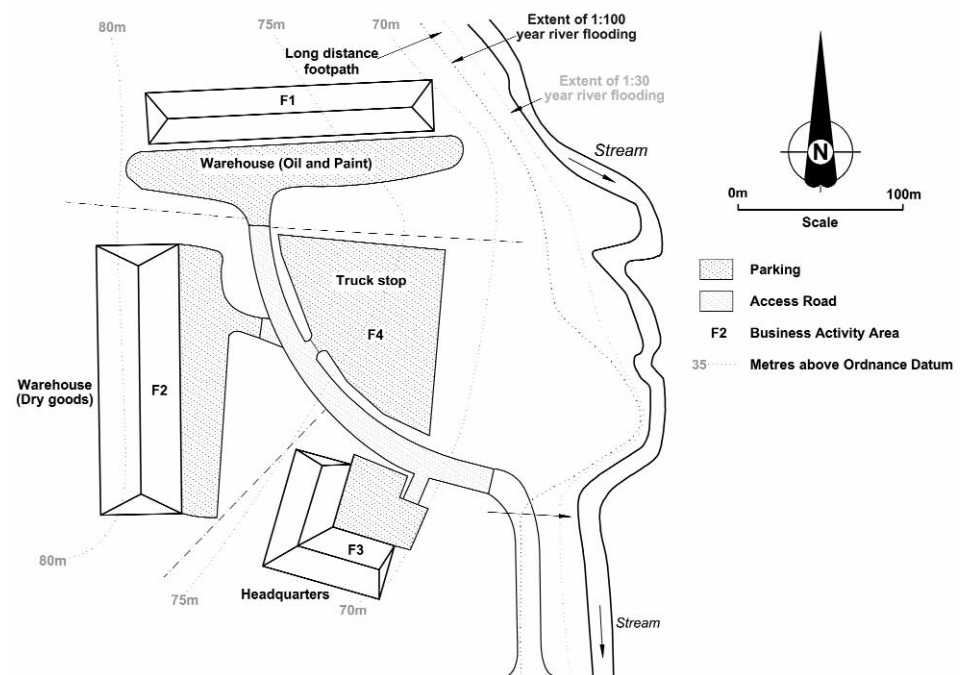 80m
75m
70m
Extent of 1:100
year river flooding
Long distance
footpath
Extent of 1:30
year river flooding
F1
Warehouse (Oil and Paint)
Stream
N
0m
100m
Scale
Truck stop
F4
Parking
Access Road
F2
Business Activity Area
35
Metres above Ordnance Datum
Warehouse
(Dry goods)
F2
F3
80m
75m
Headquarters
70m
Stream